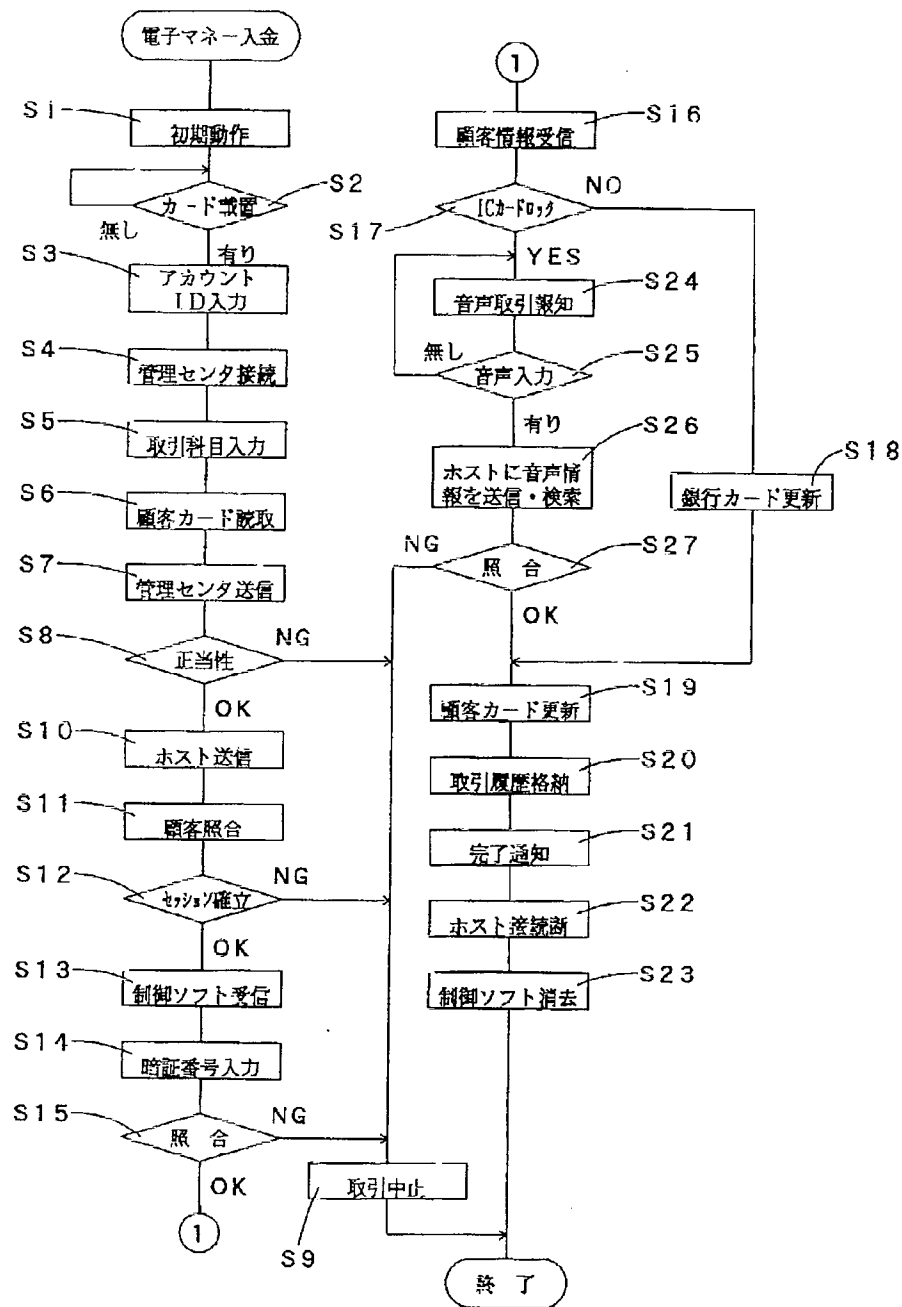 電子マネー入金
S1
初期動作
S2
カード載置
無し
有り
S3
アカウント
ID入力
S4
管理センタ接続
S5
取引科目入力
S6
顧客カード読取
S7
管理センタ送信
S8
正当性
NG
OK
S10
ホスト送信
S11
顧客照合
S12
セッション確立
NG
OK
S13
制御ソフト受信
S14
暗証番号入力
S15
照 合
NG
OK
1
S9
取引中止
1
S16
顧客情報受信
S17
ICカードロック
NO
YES
S24
音声取引報知
無し
S25
音声入力
有り
S26
ホストに音声情
報を送信・検索
S18
銀行カード更新
NG
S27
照 合
OK
S19
顧客カード更新
S20
取引履歴格納
S21
完了通知
S22
ホスト接続断
S23
制御ソフト消去
終 了